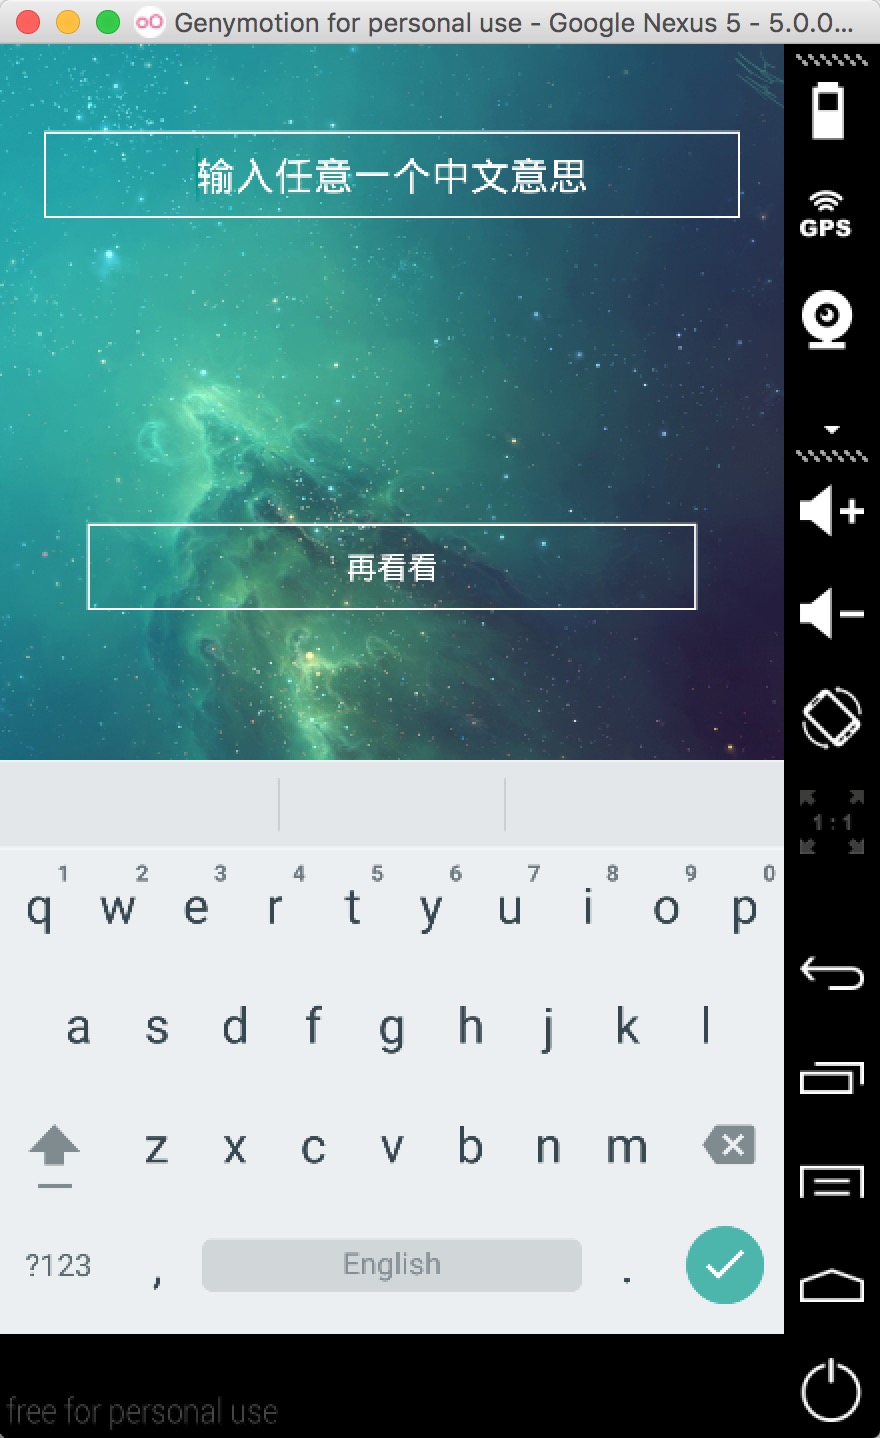 Genymotion for personal use - Google Nexus 5 - 5.0.0...
输入任意一个中文意思
GPS
再看看
1:1
1 2 3 4 5 6 7 8 9 0
q w e r t y u i o p
a s d f g h j k l
z x c v b n m
?123 , English .
free for personal use